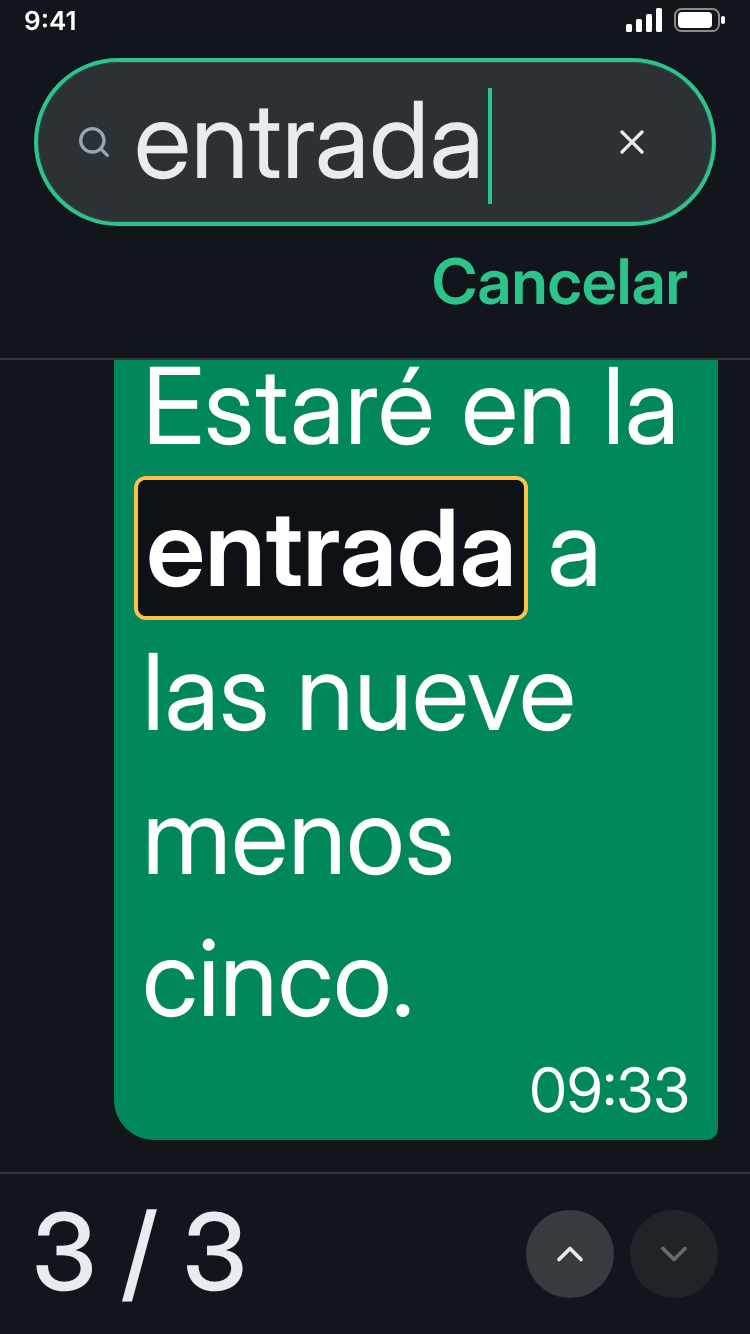 9:41
entrada
Cancelar
Estaré en la
entrada a
las nueve
menos
cinco.
09:33
3 / 3